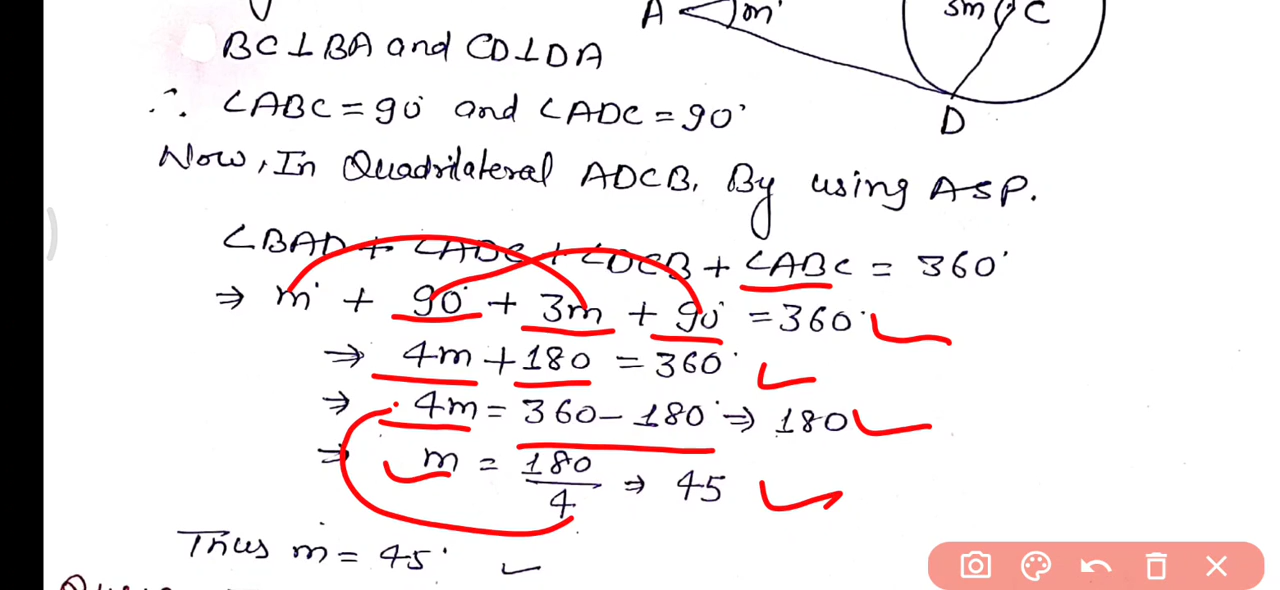 A m° 3m C
BC⊥BA and CD⊥DA
∴ ∠ABC = 90° and ∠ADC = 90°
D
Now, In Quadrilateral ADCB, By using ASP.
∠BAD + ∠ADC + ∠DCB + ∠ABC = 360°
⇒ m° + 90° + 3m + 90° = 360°
⇒ 4m + 180 = 360°
⇒ 4m = 360 - 180° ⇒ 180
⇒ m = 180/4 ⇒ 45
Thus m° = 45°